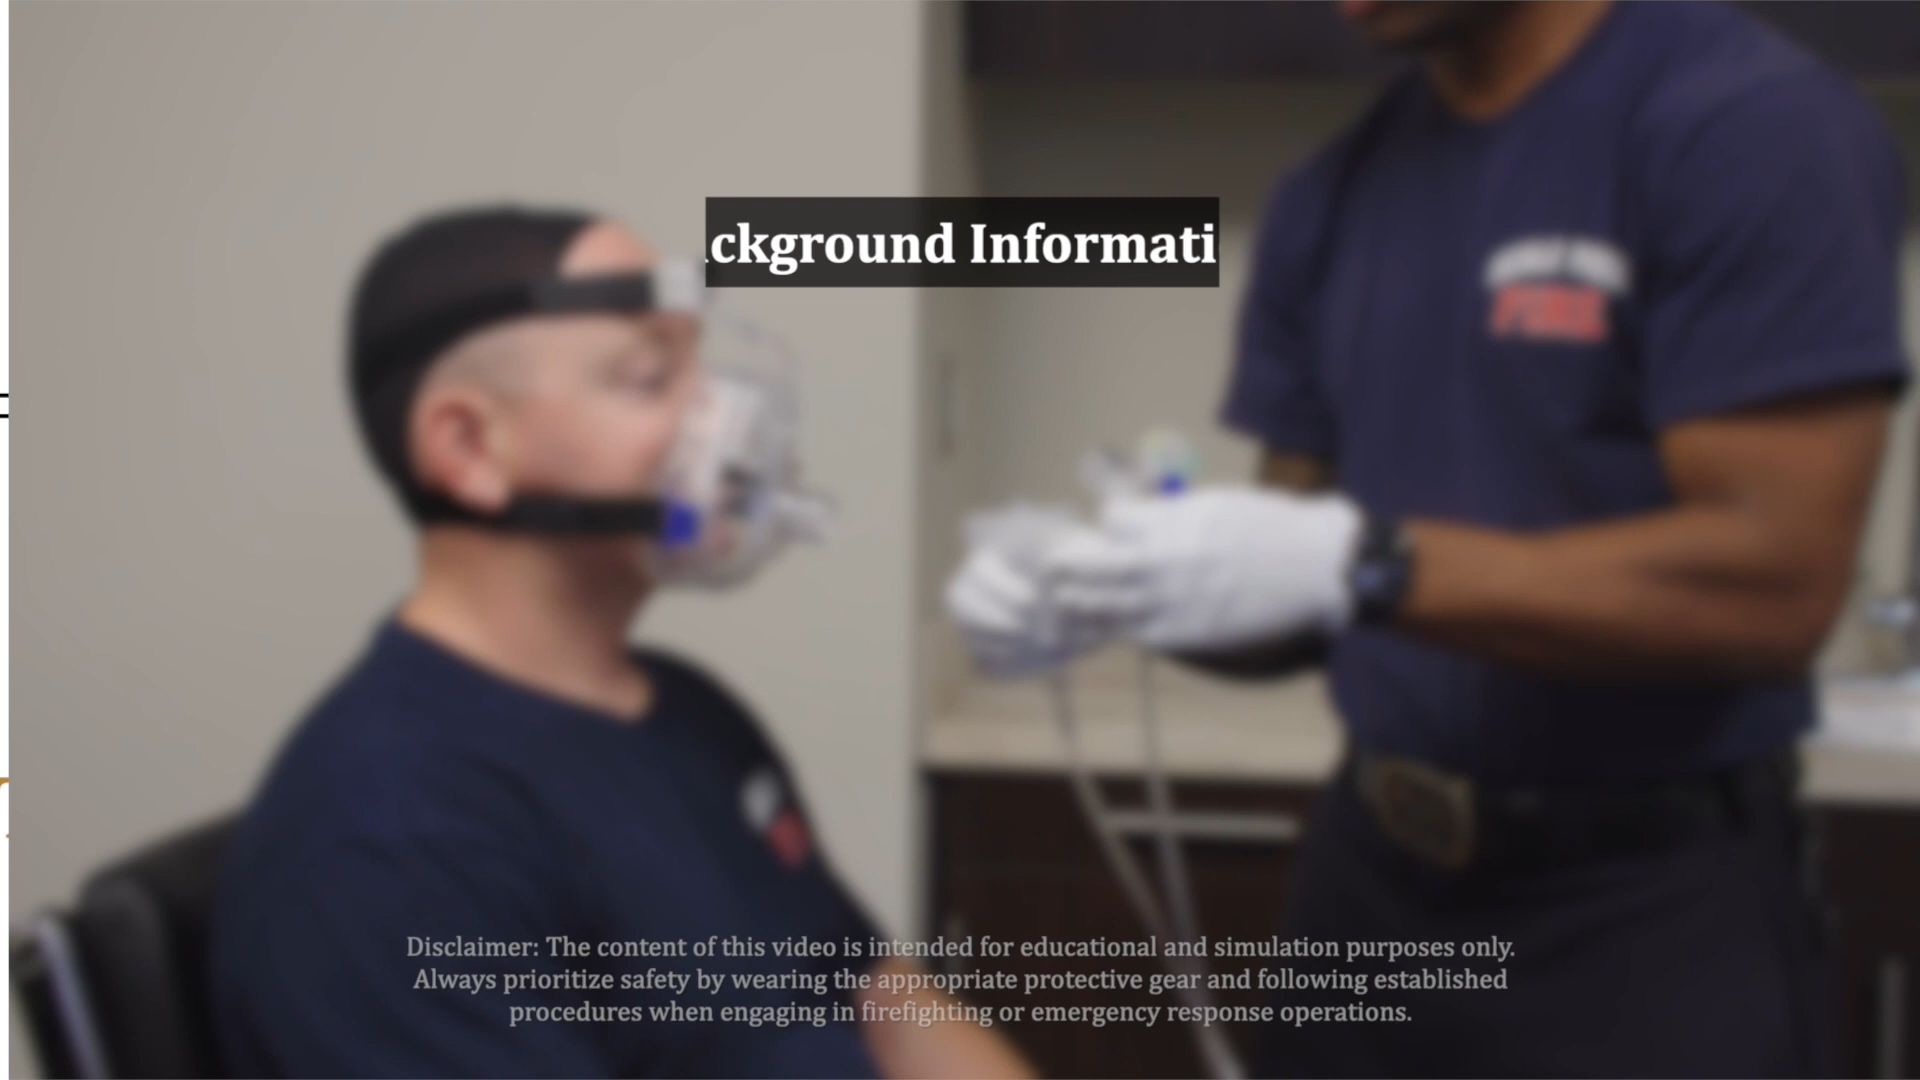 ckground Informati
FIRE
Disclaimer: The content of this video is intended for educational and simulation purposes only.
Always prioritize safety by wearing the appropriate protective gear and following established
procedures when engaging in firefighting or emergency response operations.